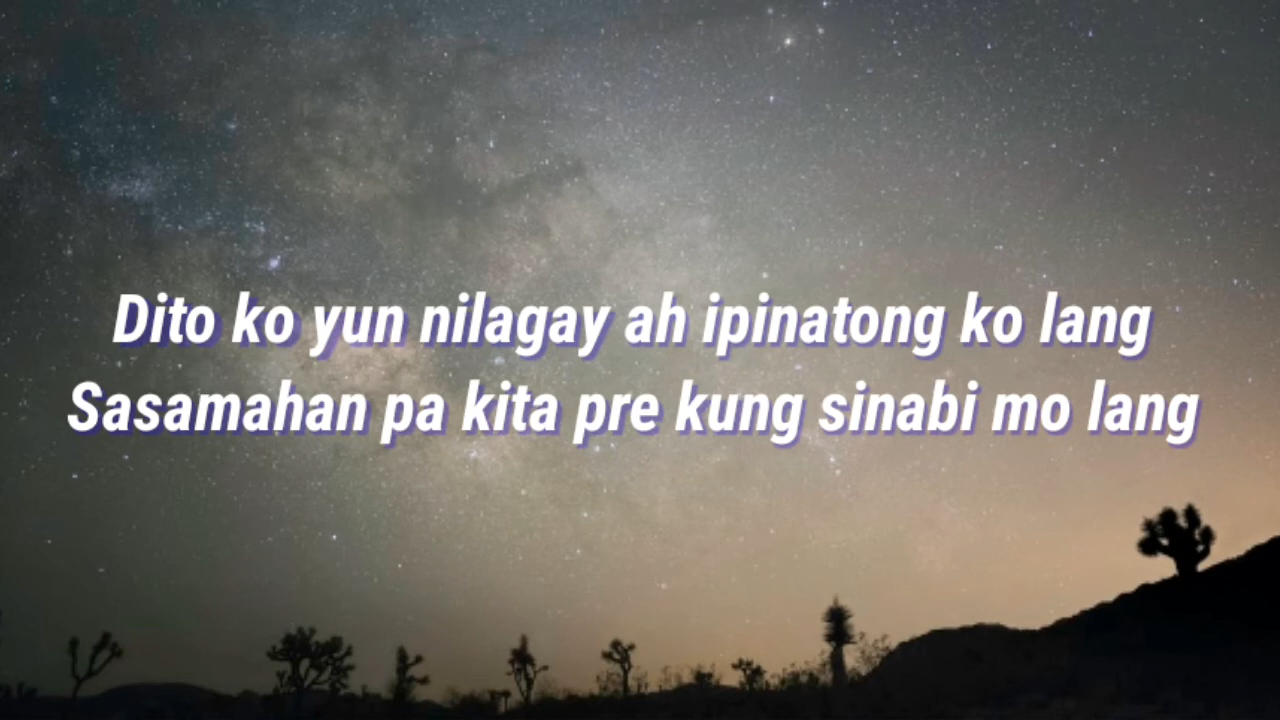 Dito ko yun nilagay ah ipinatong ko lang
Sasamahan pa kita pre kung sinabi mo lang